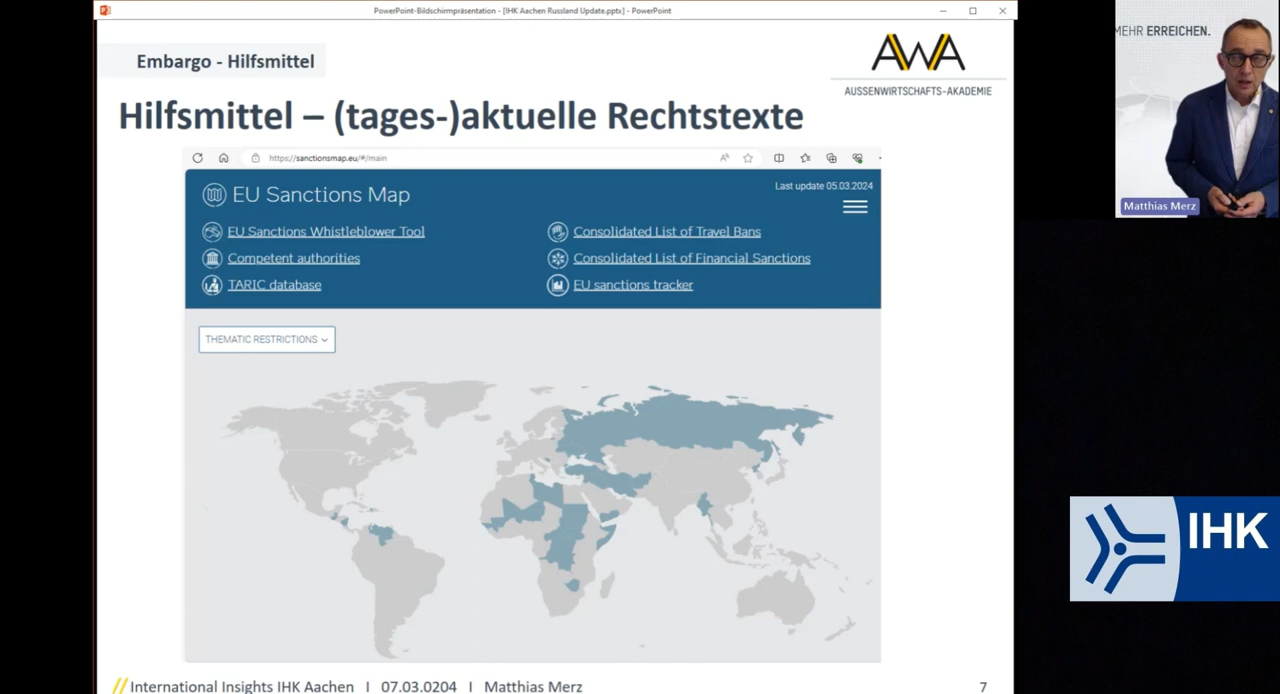 PowerPoint-Bildschirmpräsentation - [IHK Aachen Russland Update.pptx] - PowerPoint
Embargo - Hilfsmittel
AWA
AUSSENWIRTSCHAFTS-AKADEMIE
Hilfsmittel – (tages-)aktuelle Rechtstexte
https://sanctionsmap.eu/#/main
EU Sanctions Map
Last update 05.03.2024
EU Sanctions Whistleblower Tool
Consolidated List of Travel Bans
Competent authorities
Consolidated List of Financial Sanctions
TARIC database
EU sanctions tracker
THEMATIC RESTRICTIONS
// International Insights IHK Aachen I 07.03.0204 I Matthias Merz
7
MEHR ERREICHEN.
Matthias Merz
IHK